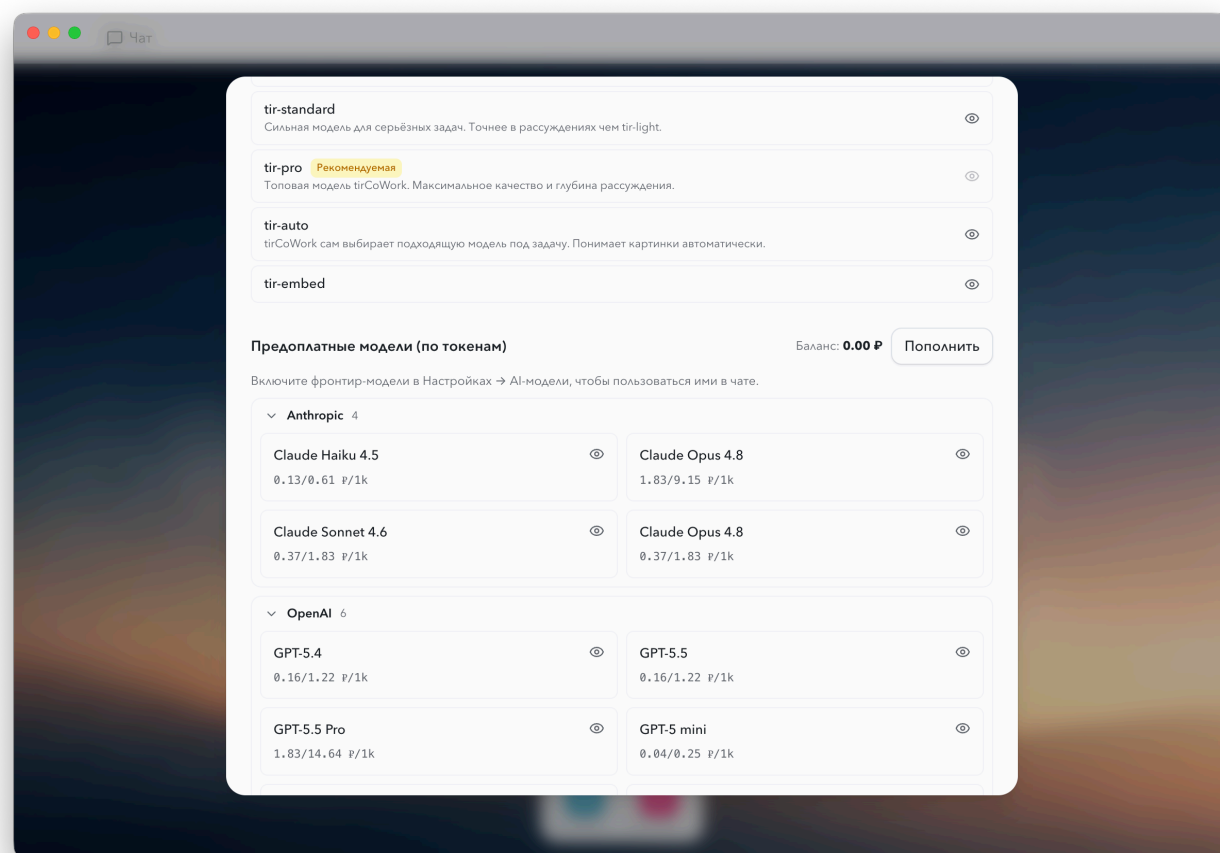 Чат
tir-standard
Сильная модель для серьёзных задач. Точнее в рассуждениях чем tir-light.
tir-pro Рекомендуемая
Топовая модель tirCoWork. Максимальное качество и глубина рассуждения.
tir-auto
tirCoWork сам выбирает подходящую модель под задачу. Понимает картинки автоматически.
tir-embed
Предоплатные модели (по токенам) Баланс: 0.00 ₽ Пополнить
Включите фронтир-модели в Настройках → AI-модели, чтобы пользоваться ими в чате.
Anthropic 4
Claude Haiku 4.5
0.13/0.61 ₽/1k
Claude Opus 4.8
1.83/9.15 ₽/1k
Claude Sonnet 4.6
0.37/1.83 ₽/1k
Claude Opus 4.8
0.37/1.83 ₽/1k
OpenAI 6
GPT-5.4
0.16/1.22 ₽/1k
GPT-5.5
0.16/1.22 ₽/1k
GPT-5.5 Pro
1.83/14.64 ₽/1k
GPT-5 mini
0.04/0.25 ₽/1k